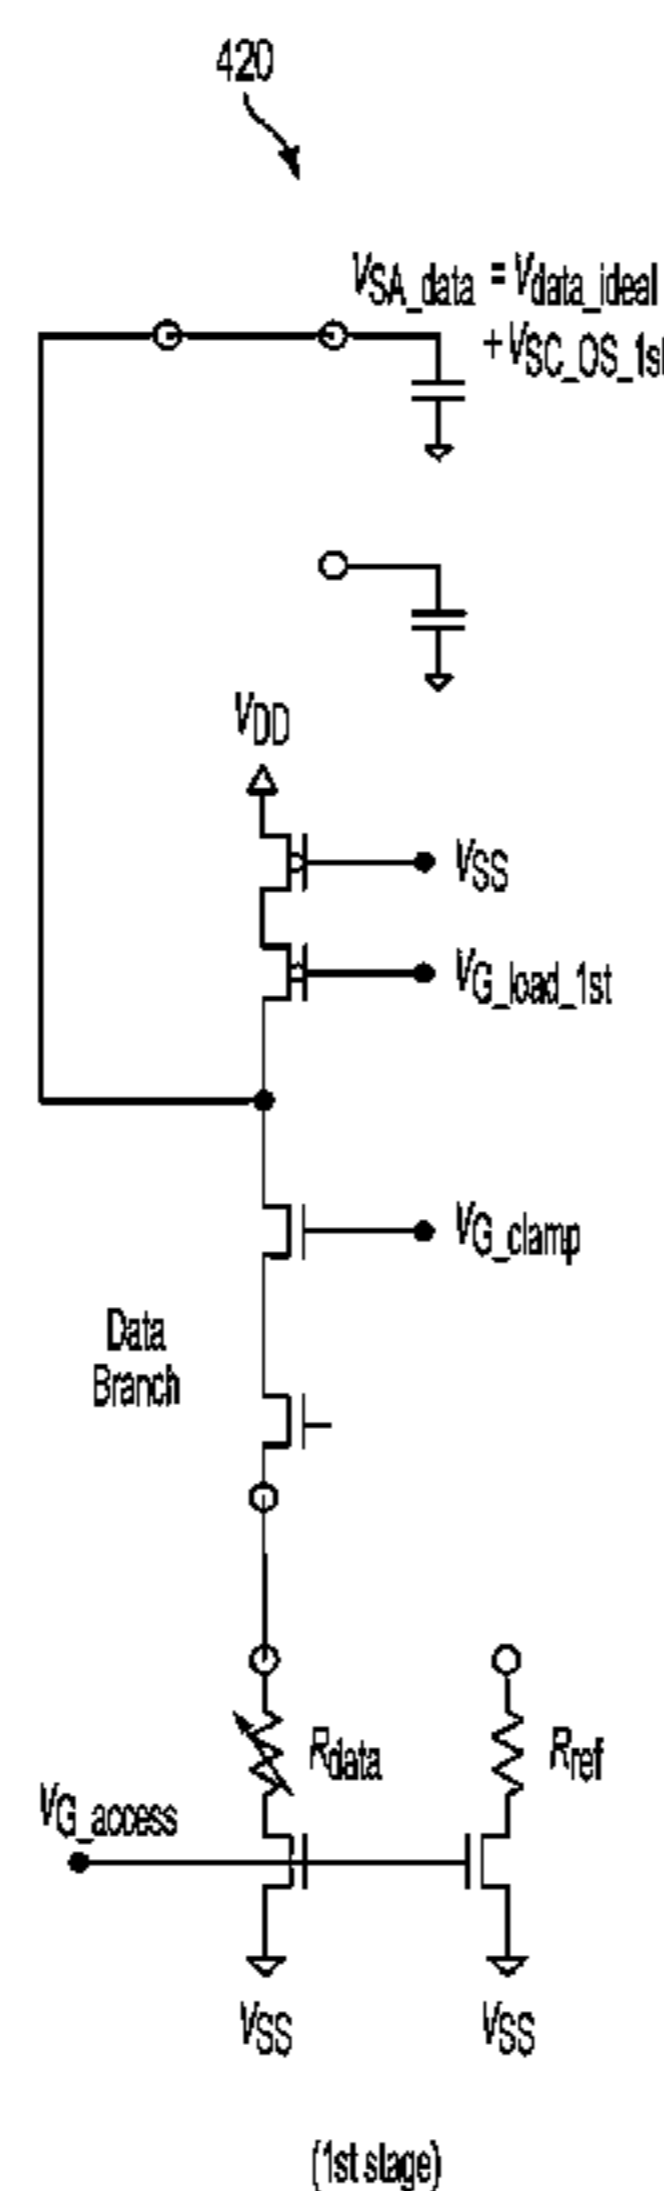 420
VSA_data = Vdata_ideal
+VSC_OS_1st
VDD
VSS
VG_load_1st
VG_clamp
Data
Branch
Rdata
Rref
VG_access
VSS
VSS
(1st stage)